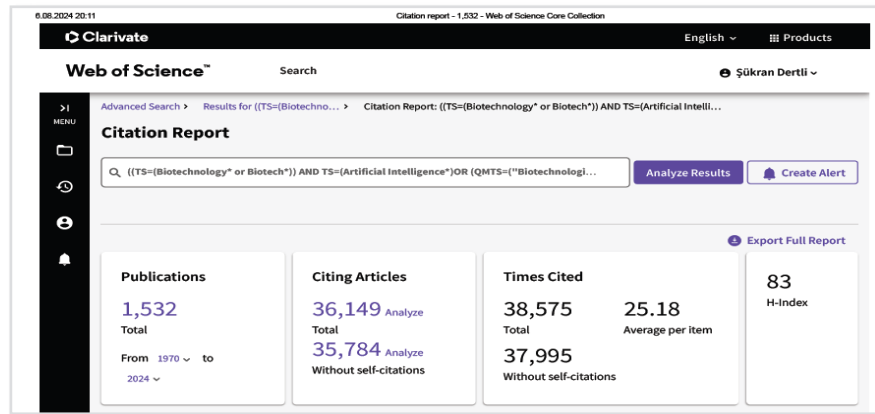 6.08.2024 20:11 Citation report - 1,532 - Web of Science Core Collection
Clarivate English Products
Web of Science™ Search Şükran Dertli
MENU
Advanced Search > Results for ((TS=(Biotechno... > Citation Report: ((TS=(Biotechnology* or Biotech*)) AND TS=(Artificial Intelli...
Citation Report
((TS=(Biotechnology* or Biotech*)) AND TS=(Artificial Intelligence*)OR (QMTS=("Biotechnologi... Analyze Results Create Alert
Export Full Report
Publications
1,532
Total
From 1970 to
2024
Citing Articles
36,149 Analyze
Total
35,784 Analyze
Without self-citations
Times Cited
38,575 25.18
Total Average per item
37,995
Without self-citations
83
H-Index